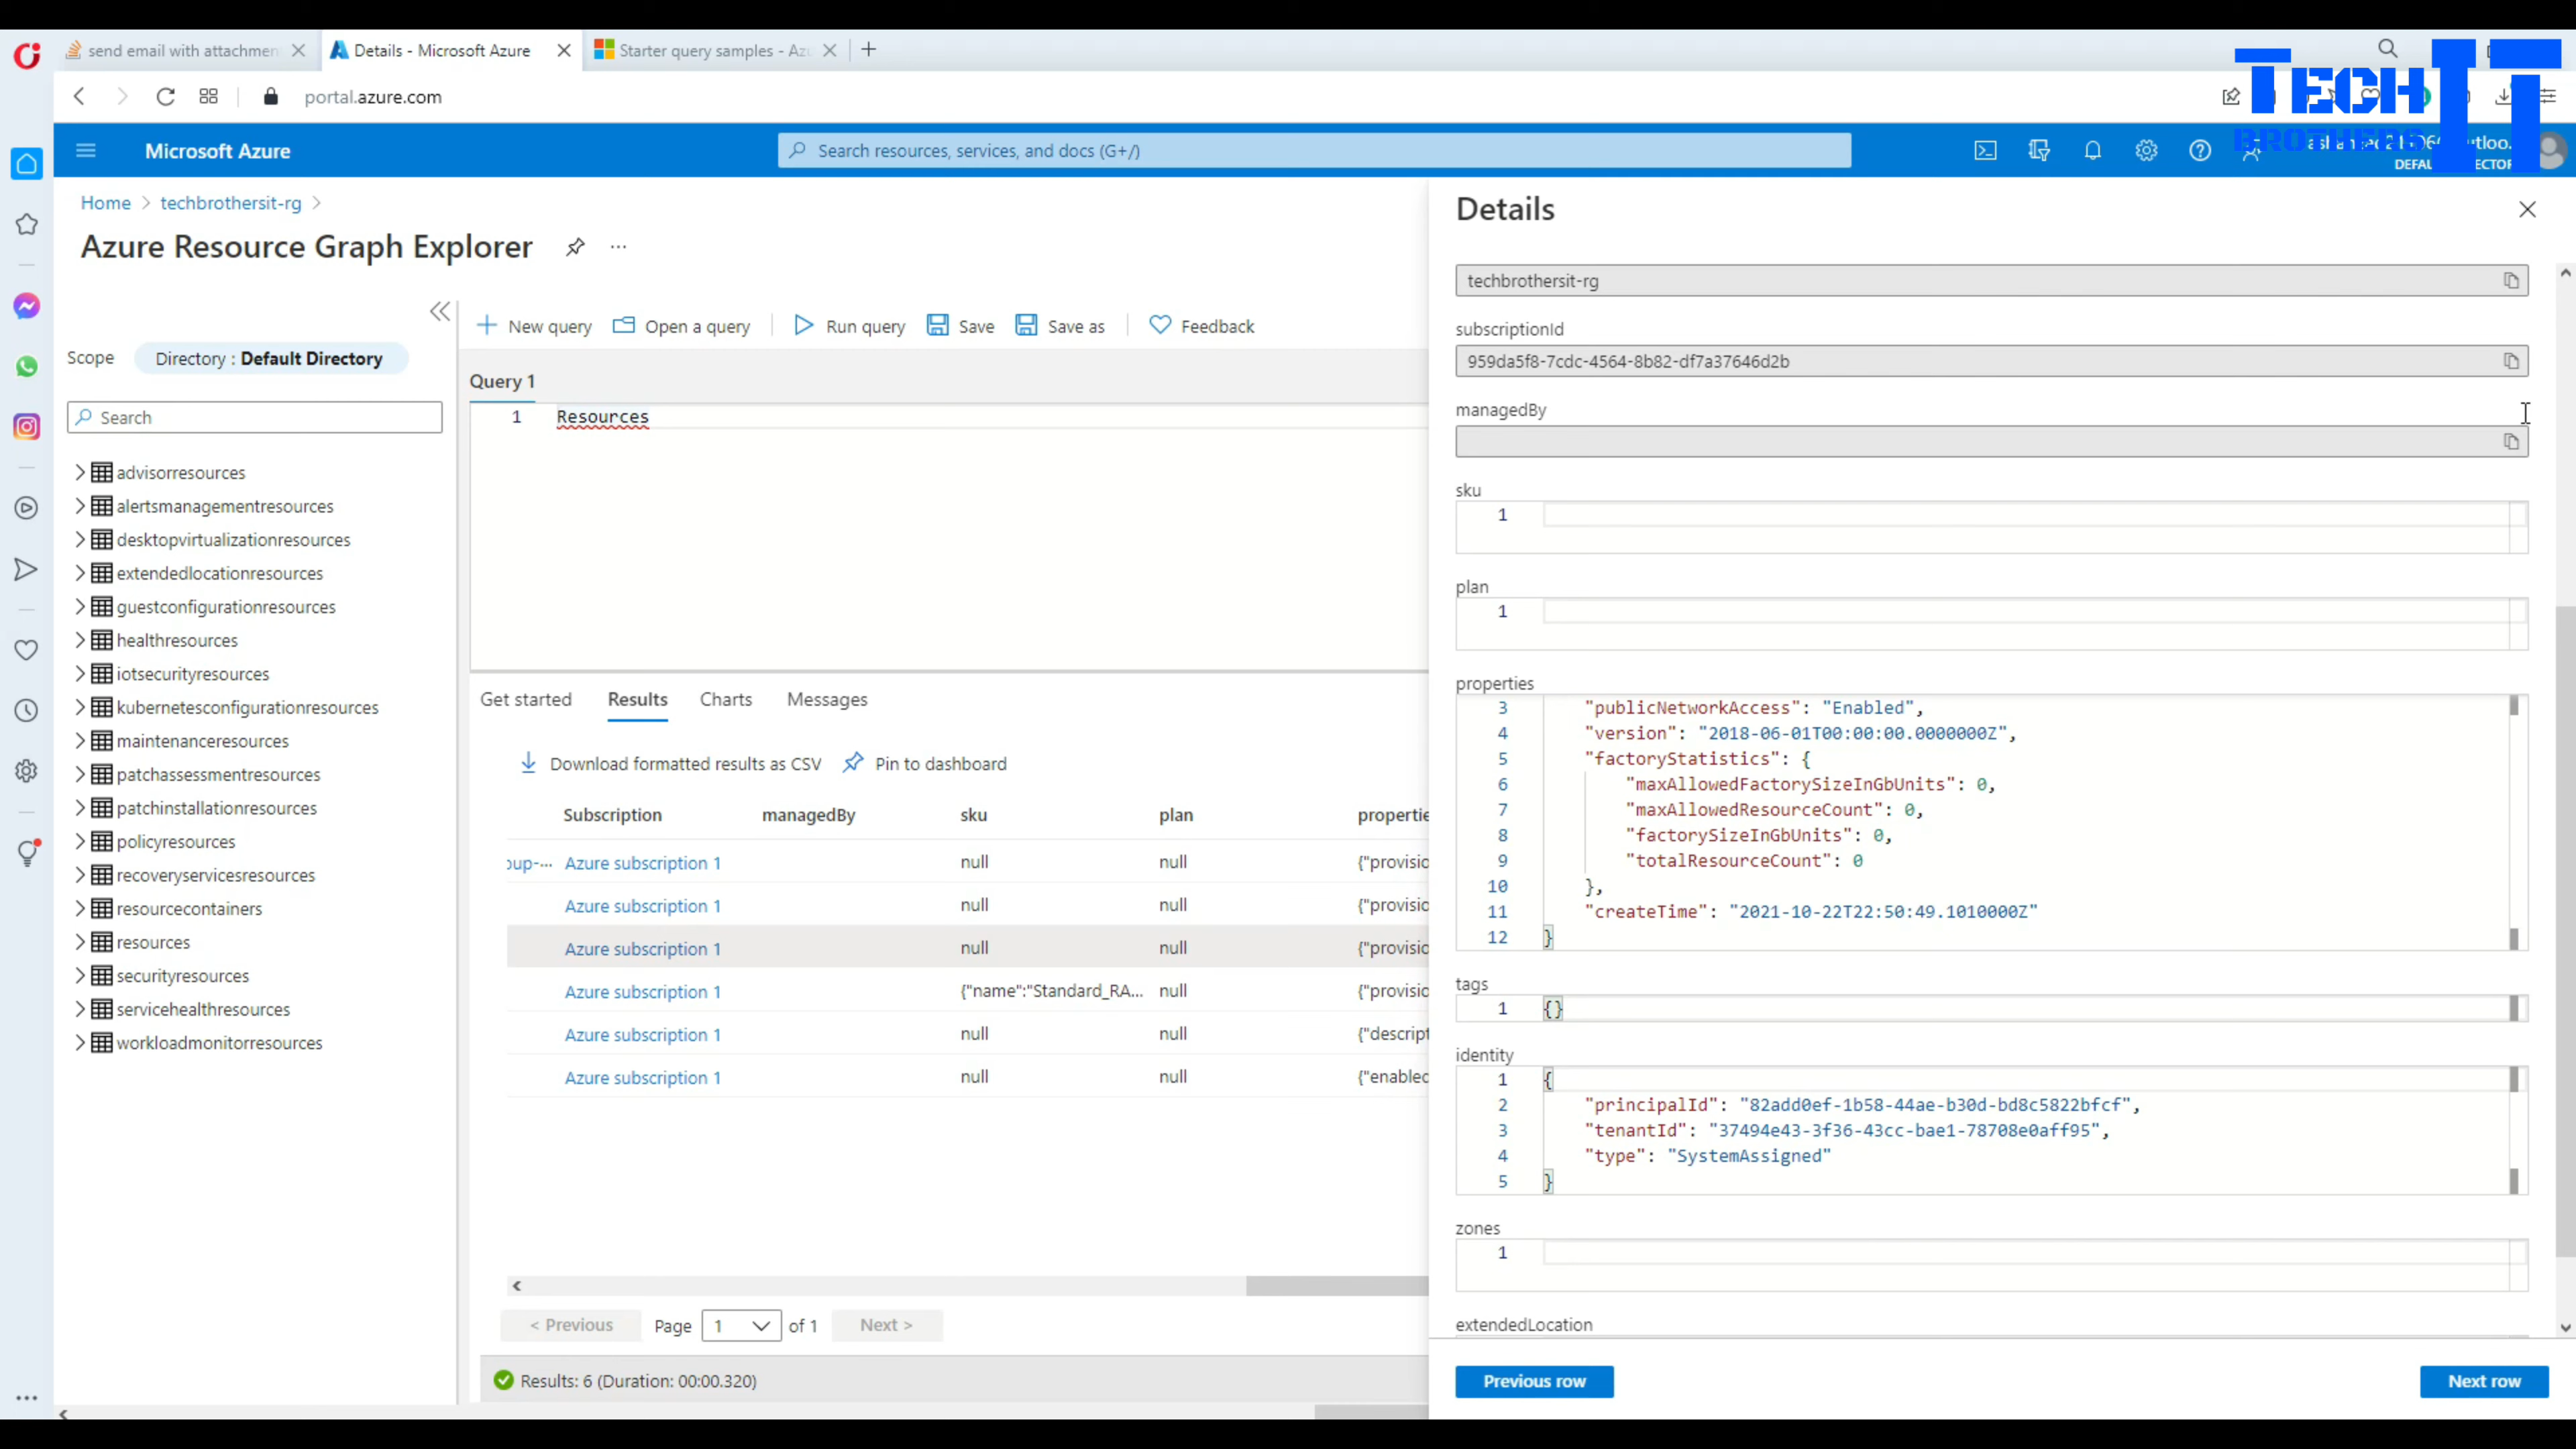 send email with attachmen
Details - Microsoft Azure
Starter query samples - Az
portal.azure.com
TECH IT
BROTHERS
Microsoft Azure
Search resources, services, and docs (G+/)
Home > techbrothersit-rg >
Azure Resource Graph Explorer
Details
techbrothersit-rg
New query
Open a query
Run query
Save
Save as
Feedback
Scope
Directory : Default Directory
Search
advisorresources
alertsmanagementresources
desktopvirtualizationresources
extendedlocationresources
guestconfigurationresources
healthresources
iotsecurityresources
kubernetesconfigurationresources
maintenanceresources
patchassessmentresources
patchinstallationresources
policyresources
recoveryservicesresources
resourcecontainers
resources
securityresources
servicehealthresources
workloadmonitorresources
Query 1
1 Resources
Get started
Results
Charts
Messages
Download formatted results as CSV
Pin to dashboard
Subscription managedBy sku plan propertie
oup-... Azure subscription 1 null null {"provisio
Azure subscription 1 null null {"provisio
Azure subscription 1 null null {"provisio
Azure subscription 1 {"name":"Standard_RA... null {"provisio
Azure subscription 1 null null {"descript
Azure subscription 1 null null {"enabled
< Previous
Page 1 of 1
Next >
Results: 6 (Duration: 00:00.320)
subscriptionId
959da5f8-7cdc-4564-8b82-df7a37646d2b
managedBy
sku
1
plan
1
properties
3 "publicNetworkAccess": "Enabled",
4 "version": "2018-06-01T00:00:00.0000000Z",
5 "factoryStatistics": {
6 "maxAllowedFactorySizeInGbUnits": 0,
7 "maxAllowedResourceCount": 0,
8 "factorySizeInGbUnits": 0,
9 "totalResourceCount": 0
10 },
11 "createTime": "2021-10-22T22:50:49.1010000Z"
12 }
tags
1 {}
identity
1 {
2 "principalId": "82add0ef-1b58-44ae-b30d-bd8c5822bfcf",
3 "tenantId": "37494e43-3f36-43cc-bae1-78708e0aff95",
4 "type": "SystemAssigned"
5 }
zones
1
extendedLocation
Previous row
Next row